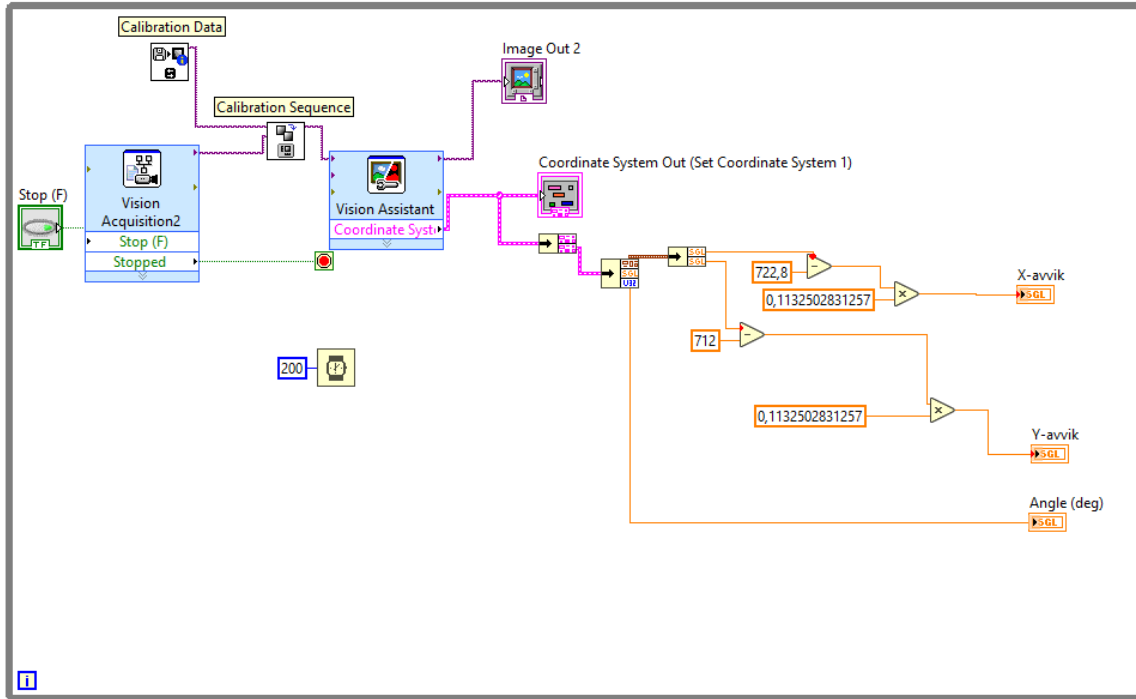 Calibration Data
Image Out 2
Calibration Sequence
Coordinate System Out (Set Coordinate System 1)
Stop (F)
TF
Vision
Acquisition2
Stop (F)
Stopped
Vision Assistant
Coordinate Syst
SGL
U32
SGL
SGL
722,8
0,1132502831257
X-avvik
SGL
712
200
0,1132502831257
Y-avvik
SGL
Angle (deg)
SGL
i